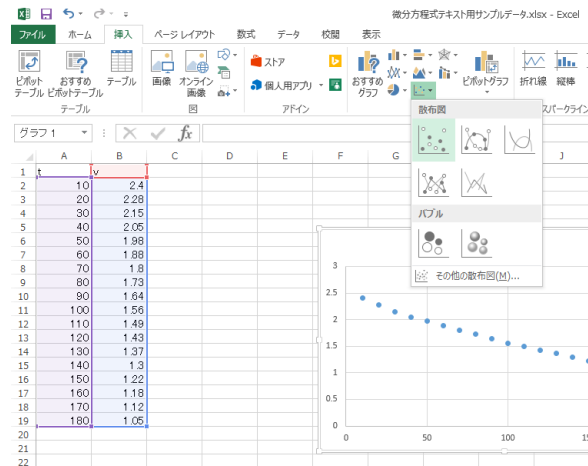 微分方程式テキスト用サンプルデータ.xlsx - Excel
ファイル ホーム 挿入 ページ レイアウト 数式 データ 校閲 表示
ピボット テーブル おすすめ ピボットテーブル テーブル 画像 オンライン 画像 ストア 個人用アプリ おすすめ グラフ ピボットグラフ 折れ線 縦棒
テーブル 図 アドイン スパークライン
散布図
バブル
その他の散布図(M)...
グラフ 1 fx
A B C D E F G J
1 t v
2 10 2.4
3 20 2.28
4 30 2.15
5 40 2.05
6 50 1.98
7 60 1.88
8 70 1.8
9 80 1.73
10 90 1.64
11 100 1.56
12 110 1.49
13 120 1.43
14 130 1.37
15 140 1.3
16 150 1.22
17 160 1.18
18 170 1.12
19 180 1.05
20
21
22
3
2.5
2
1.5
1
0.5
0
0 50 100